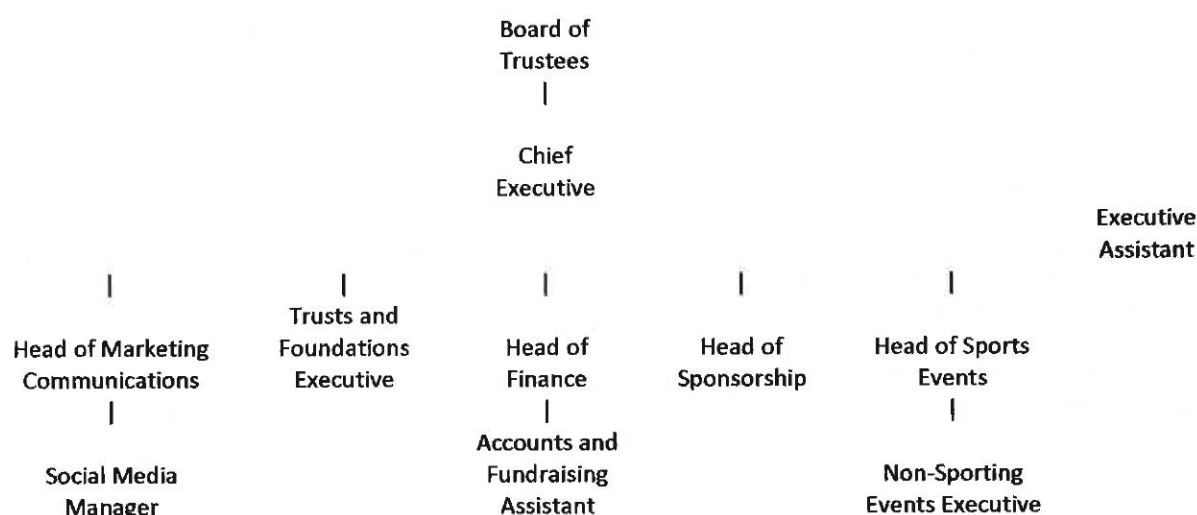 Board of
Trustees
Chief
Executive
Executive
Assistant
Head of Marketing
Communications
Trusts and
Foundations
Executive
Head of
Finance
Head of
Sponsorship
Head of Sports
Events
Social Media
Manager
Accounts and
Fundraising
Assistant
Non-Sporting
Events Executive